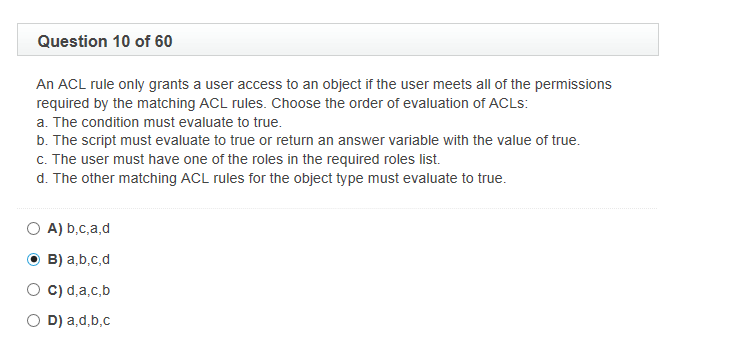 Question 10 of 60
An ACL rule only grants a user access to an object if the user meets all of the permissions
required by the matching ACL rules. Choose the order of evaluation of ACLs:
a. The condition must evaluate to true.
b. The script must evaluate to true or return an answer variable with the value of true.
c. The user must have one of the roles in the required roles list.
d. The other matching ACL rules for the object type must evaluate to true.
A) b,c,a,d
B) a,b,c,d
C) d,a,c,b
D) a,d,b,c